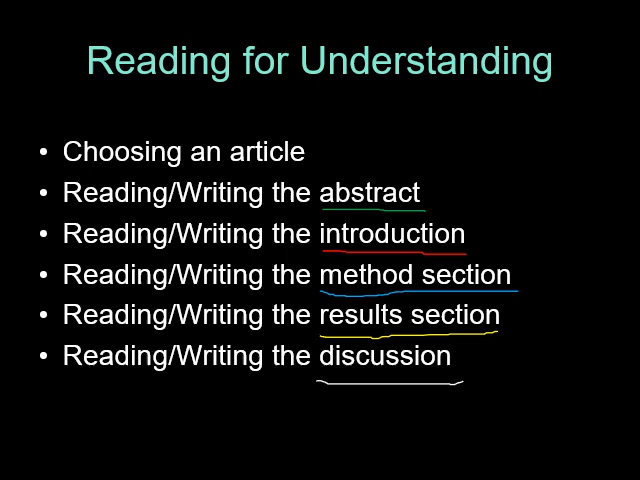 Reading for Understanding
• Choosing an article
• Reading/Writing the abstract
• Reading/Writing the introduction
• Reading/Writing the method section
• Reading/Writing the results section
• Reading/Writing the discussion